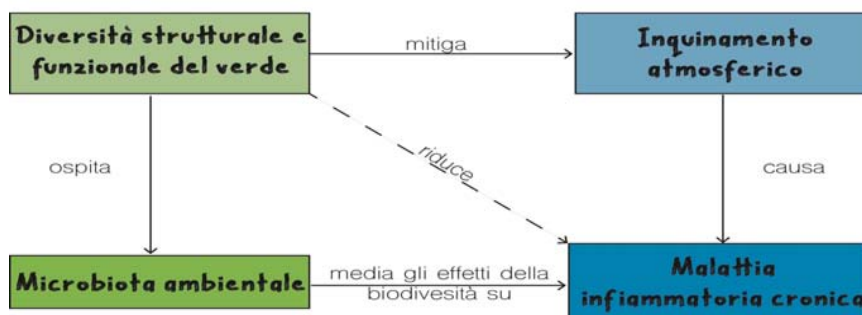 Diversità strutturale e
funzionale del verde
mitiga
Inquinamento
atmosferico
ospita
riduce
causa
Microbiota ambientale
media gli effetti della
biodivesità su
Malattia
infiammatoria cronica